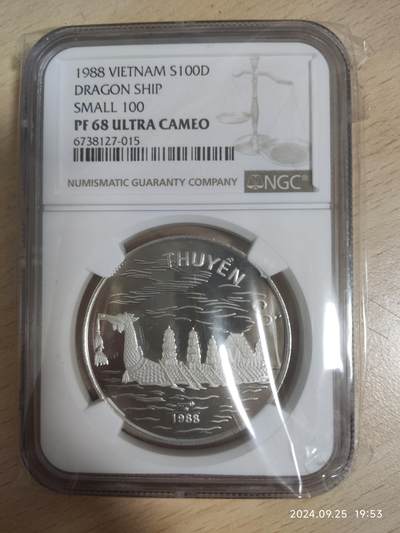 1988 VIETNAM S100D
DRAGON SHIP
SMALL 100
PF 68 ULTRA CAMEO
6738127-015
NUMISMATIC GUARANTY COMPANY
NGC
THUYỀN
1988
2024.09.25 19:53